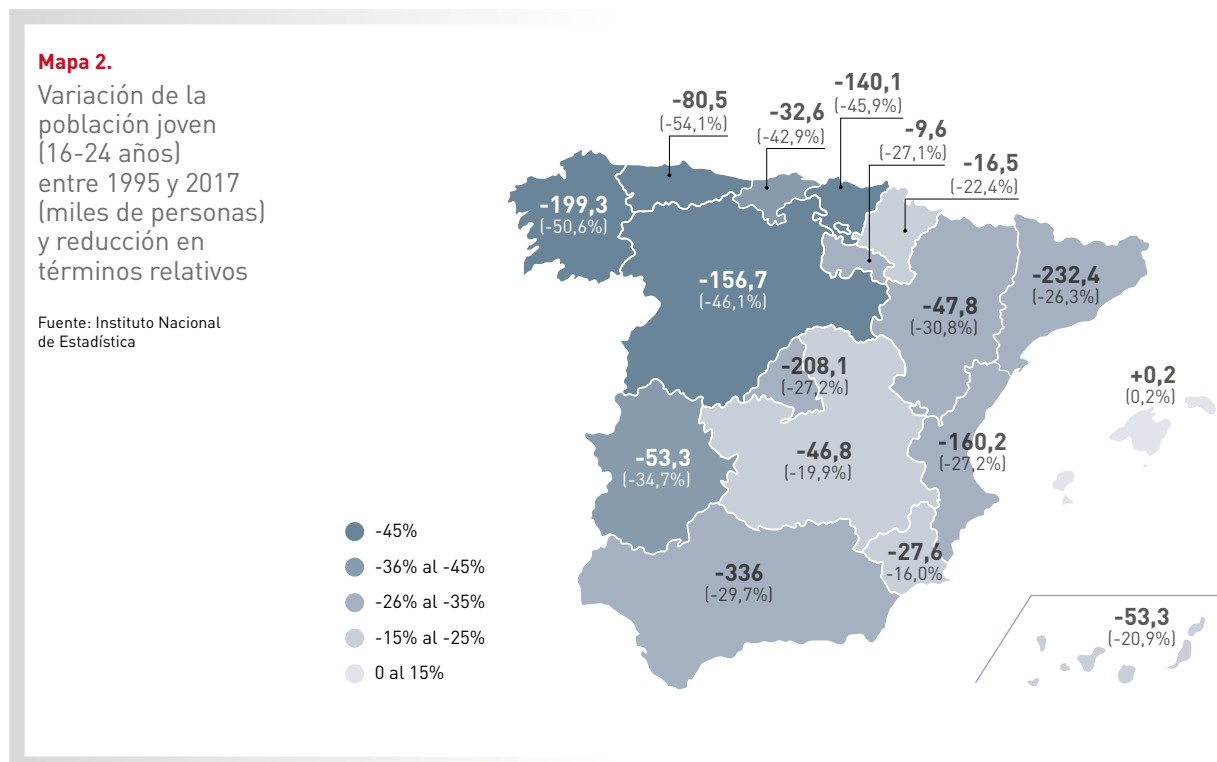 Mapa 2.
Variación de la
población joven
(16-24 años)
entre 1995 y 2017
(miles de personas)
y reducción en
términos relativos
Fuente: Instituto Nacional
de Estadística
-80,5
(-54,1%)
-32,6
(-42,9%)
-140,1
(-45,9%)
-9,6
(-27,1%)
-16,5
(-22,4%)
-199,3
(-50,6%)
-156,7
(-46,1%)
-47,8
(-30,8%)
-232,4
(-26,3%)
-208,1
(-27,2%)
+0,2
(0,2%)
-53,3
(-34,7%)
-46,8
(-19,9%)
-160,2
(-27,2%)
-336
(-29,7%)
-27,6
-16,0%
-53,3
(-20,9%)
-45%
-36% al -45%
-26% al -35%
-15% al -25%
0 al 15%